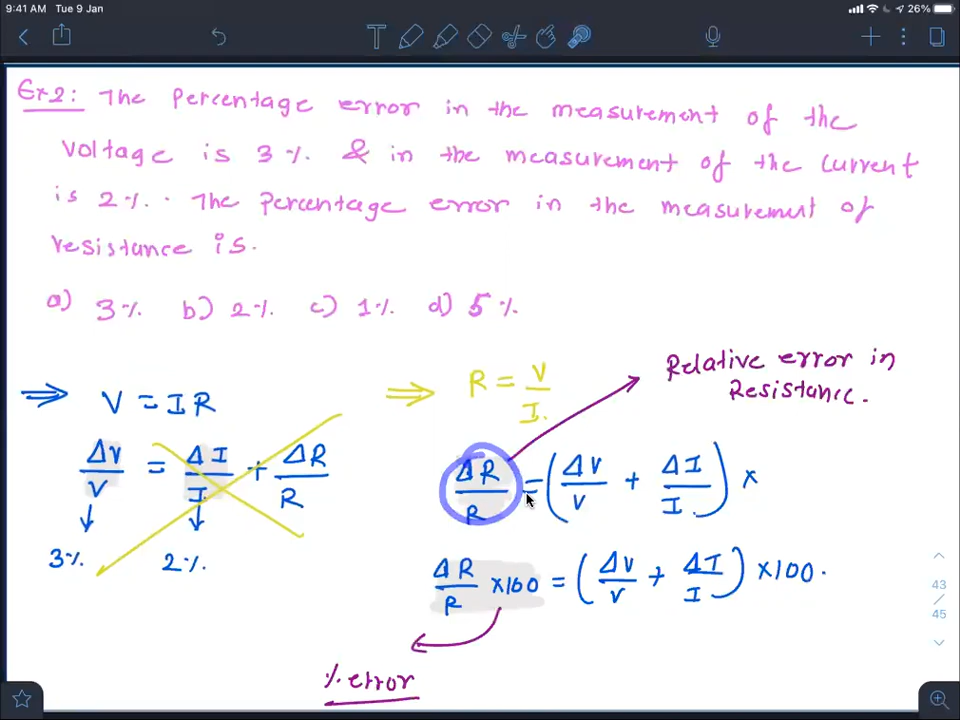 9:41 AM Tue 9 Jan
26%
Ex2: The Percentage error in the measurement of the
voltage is 3% & in the measurement of the current
is 2%. The percentage error in the measurement of
resistance is.
a) 3% b) 2% c) 1% d) 5%
⇒ V = IR
ΔV/V = ΔI/I + ΔR/R
3% 2%
⇒ R = V/I.
Relative error in
Resistance.
ΔR/R = (ΔV/V + ΔI/I) ×
ΔR/R ×100 = (ΔV/V + ΔI/I) ×100.
% error
43
/
45